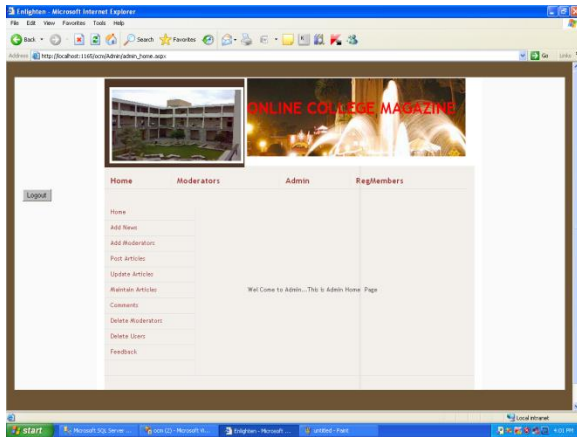 Enlighten - Microsoft Internet Explorer
File Edit View Favorites Tools Help
Back Search Favorites
Address http://localhost:1165/ocm/Admin/admin_home.aspx Go Links
ONLINE COLLEGE MAGAZINE
Home Moderators Admin RegMembers
Logout
Home
Add News
Add Moderators
Post Articles
Update Articles
Maintain Articles
Wel Come to Admin...This is Admin Home Page
Comments
Delete Moderators
Delete Users
Feedback
Local intranet
start Microsoft SQL Server ... ocm (2) - Microsoft W... Enlighten - Microsoft ... untitled - Paint 4:01 PM